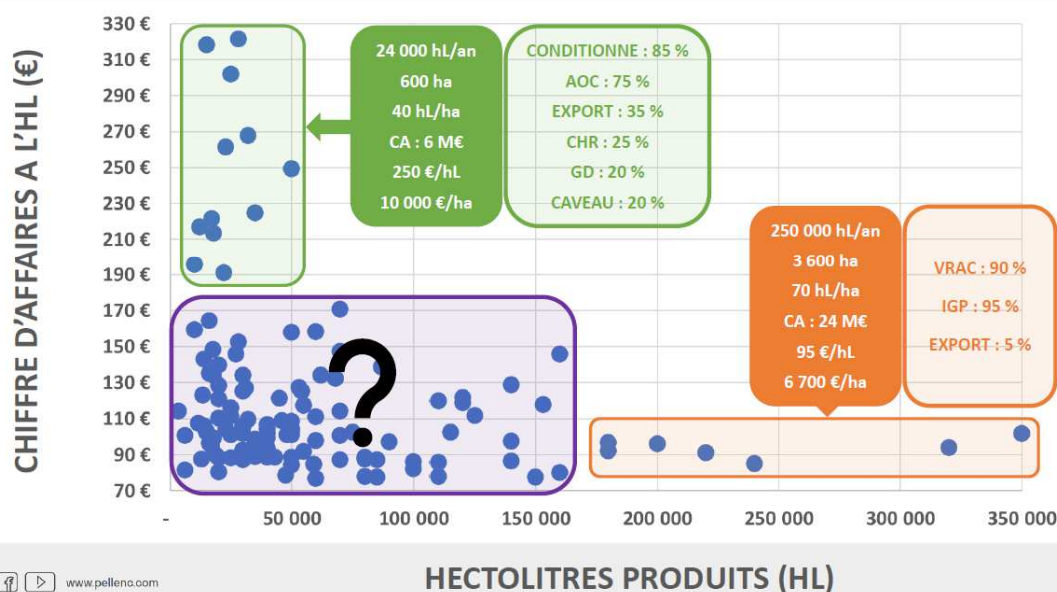 CHIFFRE D'AFFAIRES A L'HL (€)
330 €
310 €
290 €
270 €
250 €
230 €
210 €
190 €
170 €
150 €
130 €
110 €
90 €
70 €
24 000 hL/an
600 ha
40 hL/ha
CA : 6 M€
250 €/hL
10 000 €/ha
CONDITIONNE : 85 %
AOC : 75 %
EXPORT : 35 %
CHR : 25 %
GD : 20 %
CAVEAU : 20 %
?
250 000 hL/an
3 600 ha
70 hL/ha
CA : 24 M€
95 €/hL
6 700 €/ha
VRAC : 90 %
IGP : 95 %
EXPORT : 5 %
- 50 000 100 000 150 000 200 000 250 000 300 000 350 000
HECTOLITRES PRODUITS (HL)
www.pellenc.com